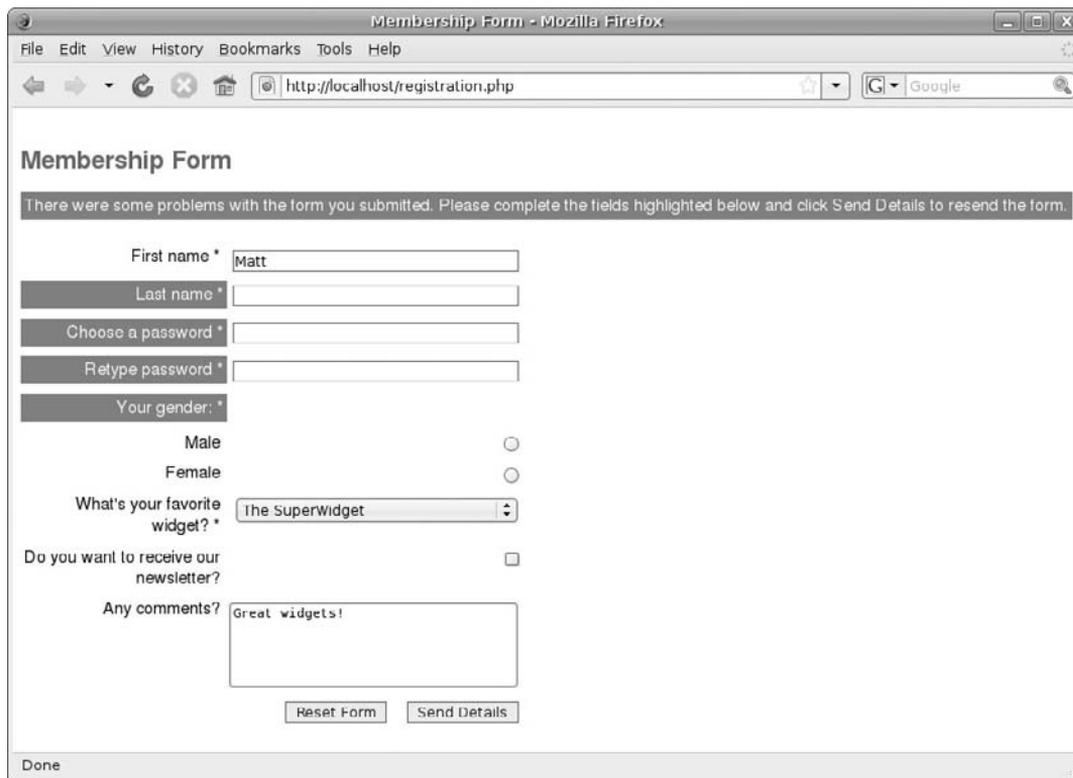 Membership Form - Mozilla Firefox
File Edit View History Bookmarks Tools Help
http://localhost/registration.php
G Google
Membership Form
There were some problems with the form you submitted. Please complete the fields highlighted below and click Send Details to resend the form.
First name * Matt
Last name *
Choose a password *
Retype password *
Your gender: *
Male
Female
What's your favorite
widget? *
The SuperWidget
Do you want to receive our
newsletter?
Any comments? Great widgets!
Reset Form Send Details
Done